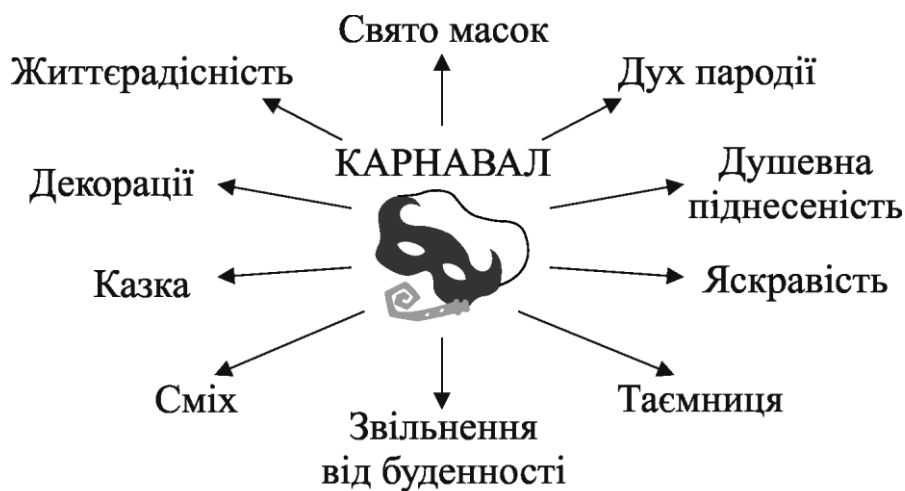 Свято масок
Життєрадісність
Дух пародії
КАРНАВАЛ
Декорації
Душевна
піднесеність
Казка
Яскравість
Сміх
Таємниця
Звільнення
від буденності